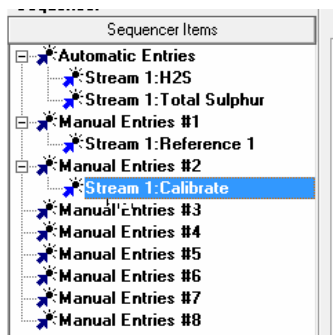 Sequencer Items
Automatic Entries
Stream 1:H2S
Stream 1:Total Sulphur
Manual Entries #1
Stream 1:Reference 1
Manual Entries #2
Stream 1:Calibrate
Manual Entries #3
Manual Entries #4
Manual Entries #5
Manual Entries #6
Manual Entries #7
Manual Entries #8